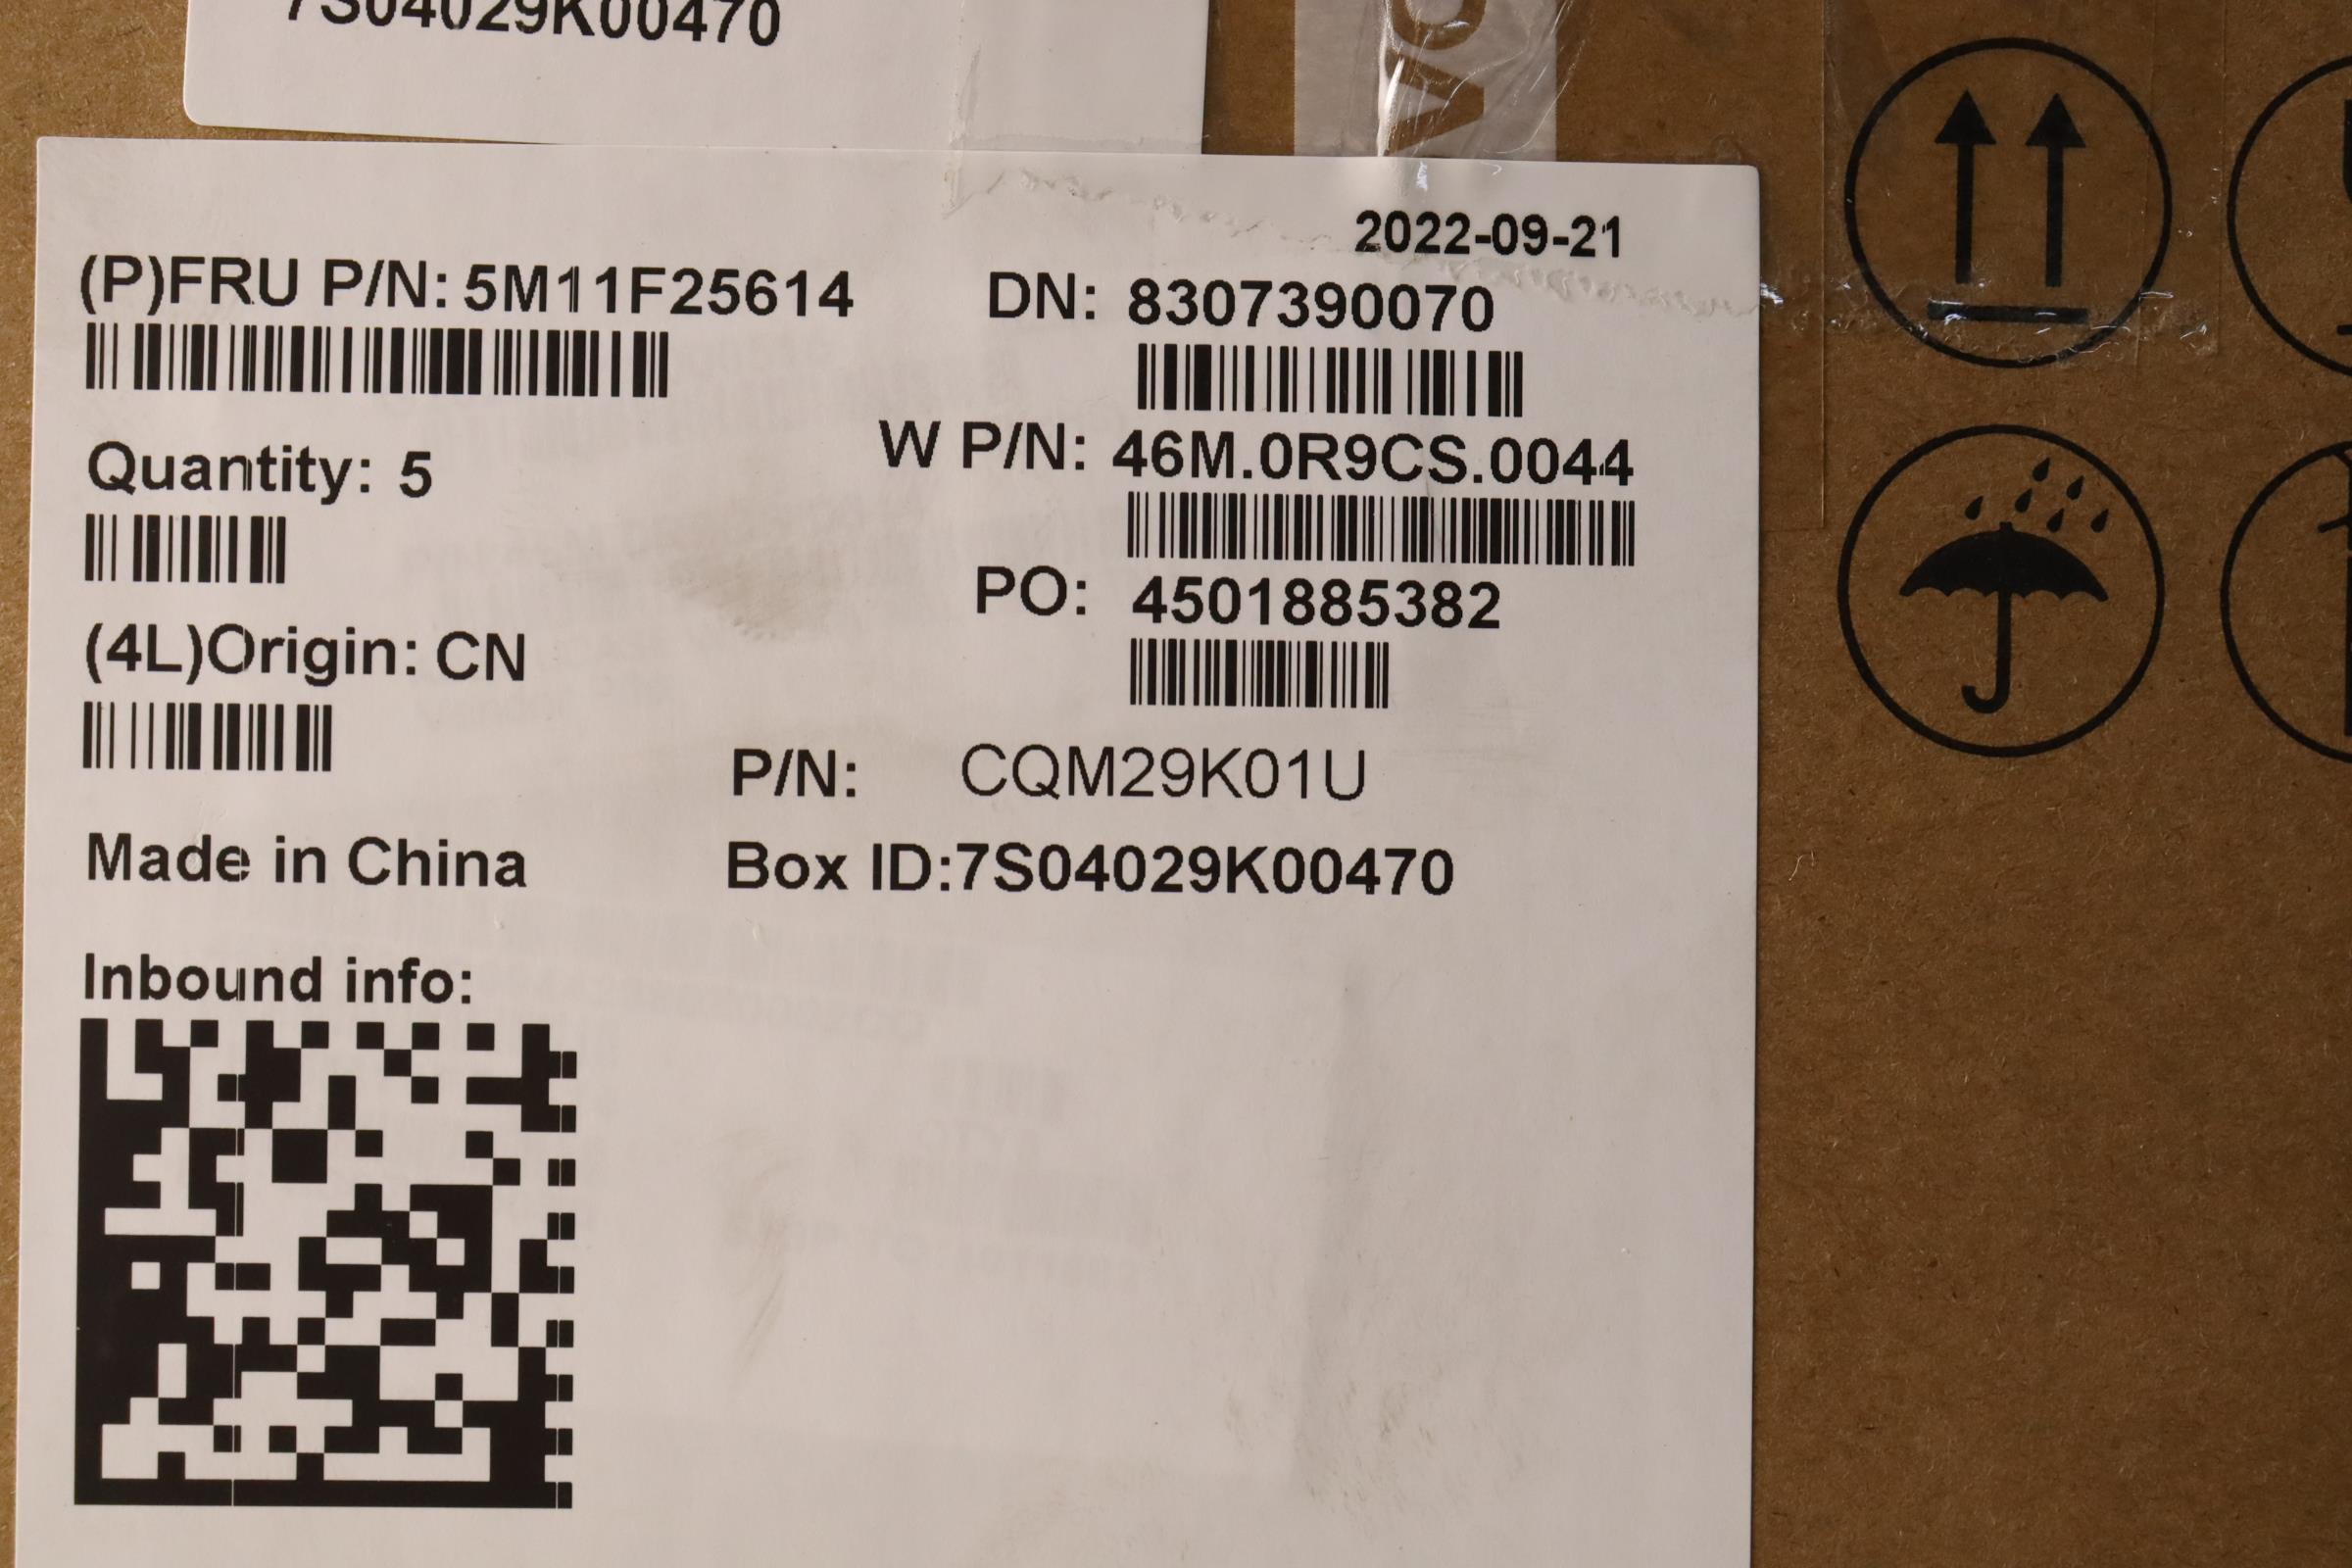 7S04029K00470
2022-09-21
(P)FRU P/N: 5M11F25614
DN: 8307390070
W P/N: 46M.0R9CS.0044
Quantity: 5
PO: 4501885382
(4L)Origin: CN
P/N: CQM29K01U
Made in China
Box ID:7S04029K00470
Inbound info: